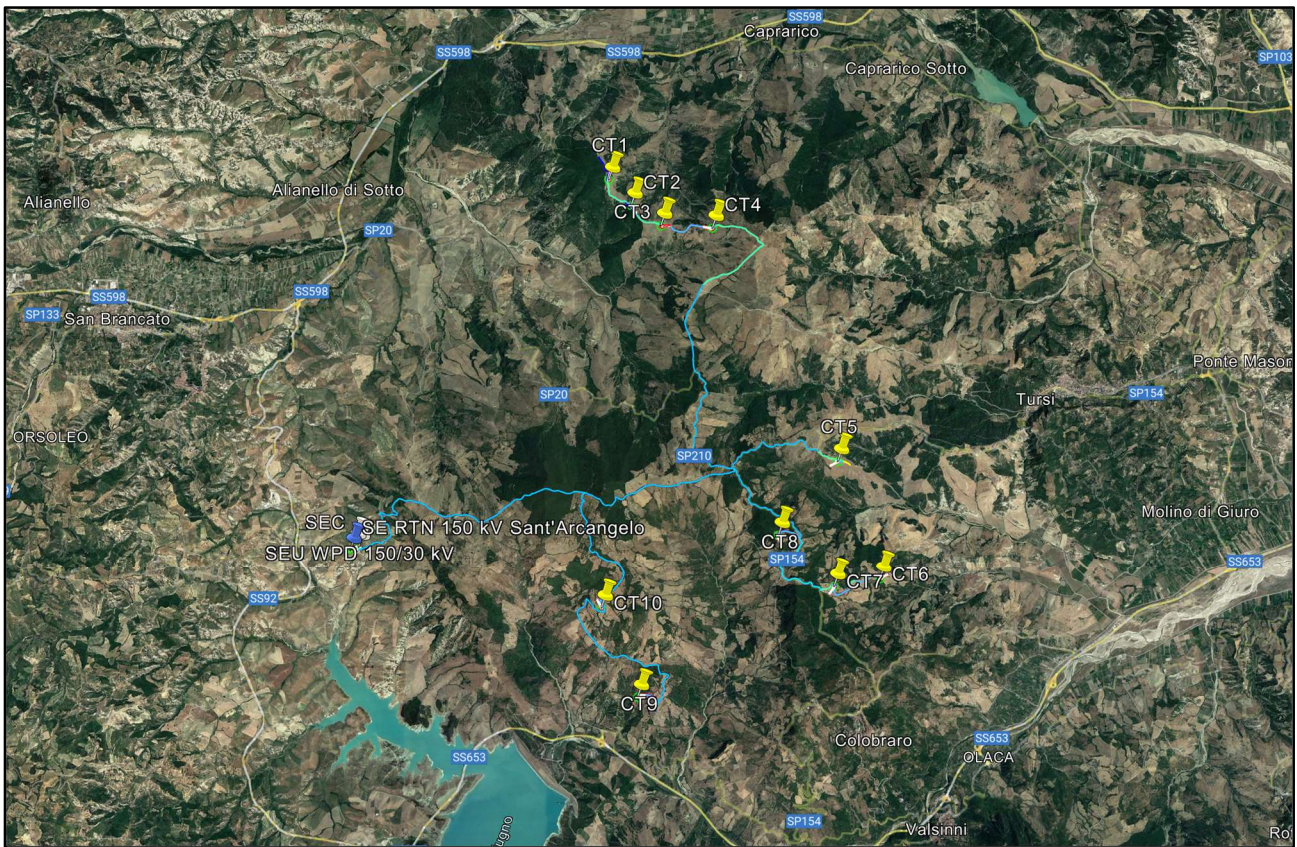 SS598
Caprarico
SS598
SS598
SP103
Caprarico Sotto
CT1
CT2
Alianello di Sotto
Alianello
CT3
CT4
SP20
SS598
SS598
SP133
San Brancato
Ponte Mason
SP20
SP154
Tursi
CT5
ORSOLEO
SP210
SEC
SE RTN 150 kV Sant'Arcangelo
Molino di Giuro
CT8
SEU WPD 150/30 kV
SP154
SS653
CT7
CT6
SS92
CT10
CT9
SS653
Colobraro
SS653
OLACA
SP154
Valsinni
ugno
Ro